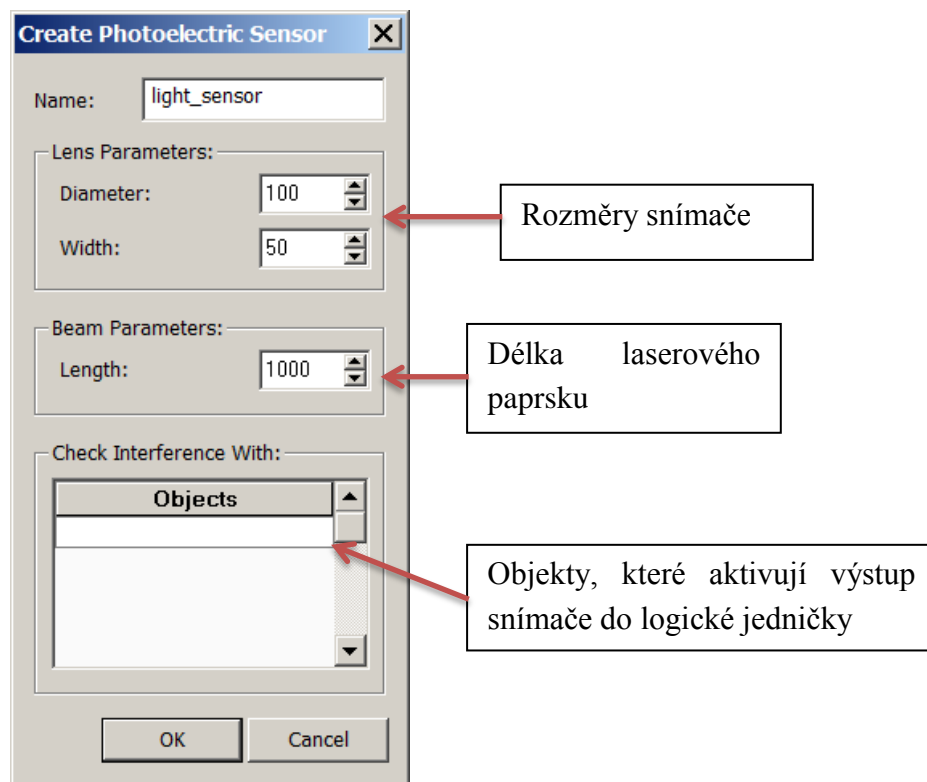 Create Photoelectric Sensor
Name: light_sensor
Lens Parameters:
Diameter: 100
Width: 50
Rozměry snímače
Beam Parameters:
Length: 1000
Délka laserového
paprsku
Check Interference With:
Objects
Objekty, které aktivují výstup
snímače do logické jedničky
OK Cancel